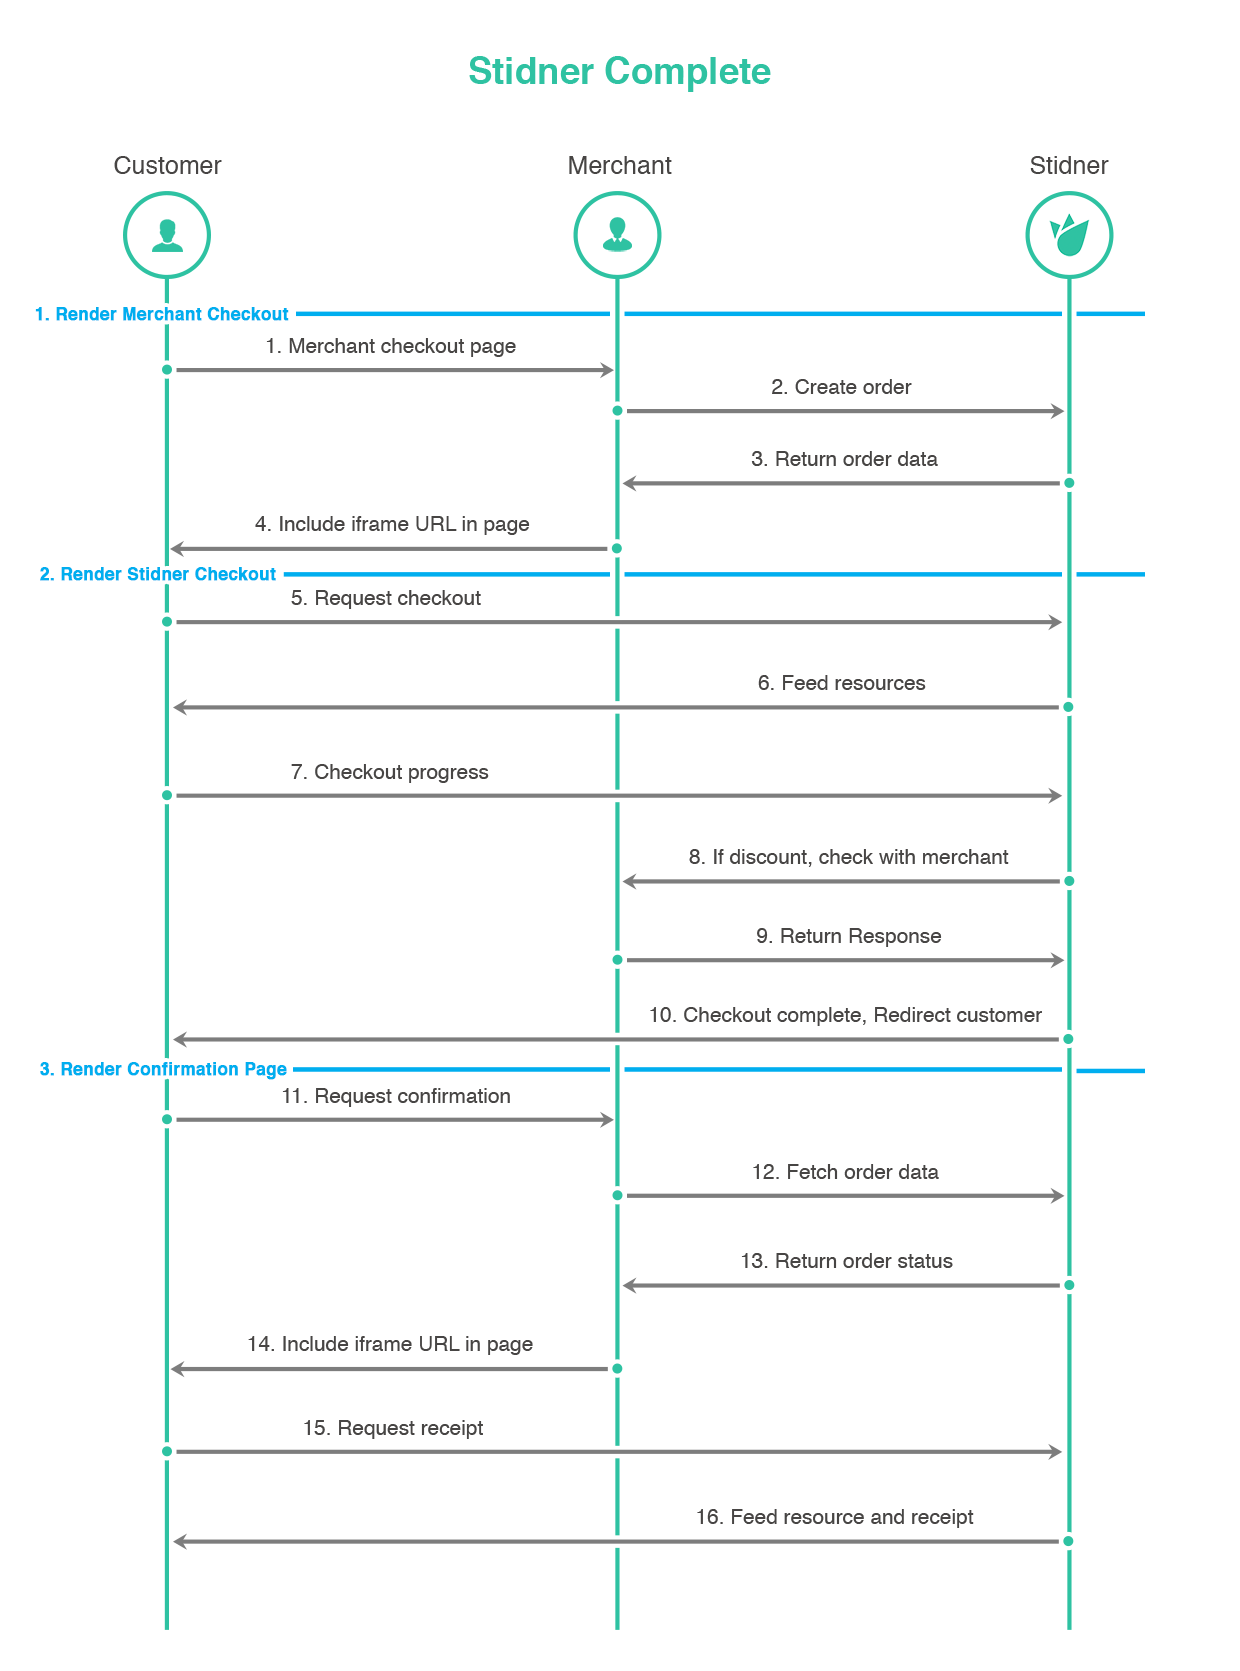 Stidner Complete
Customer
Merchant
Stidner
1. Render Merchant Checkout
1. Merchant checkout page
2. Create order
3. Return order data
4. Include iframe URL in page
2. Render Stidner Checkout
5. Request checkout
6. Feed resources
7. Checkout progress
8. If discount, check with merchant
9. Return Response
10. Checkout complete, Redirect customer
3. Render Confirmation Page
11. Request confirmation
12. Fetch order data
13. Return order status
14. Include iframe URL in page
15. Request receipt
16. Feed resource and receipt